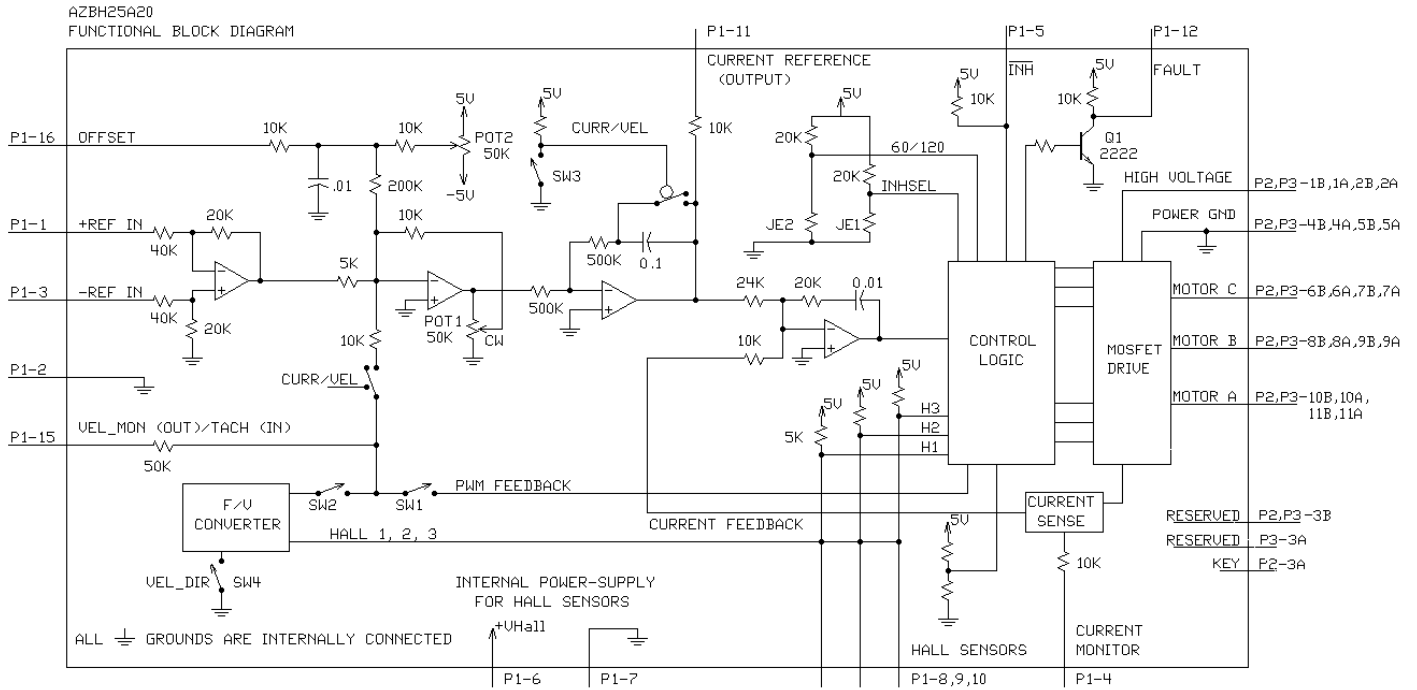 AZBH25A20
FUNCTIONAL BLOCK DIAGRAM
P1-11
P1-5
P1-12
CURRENT REFERENCE
(OUTPUT)
5V
INH
5V
FAULT
10K
10K
5V
P1-16
OFFSET
10K
10K
5V
POT2
50K
-5V
5V
CURR/VEL
SW3
10K
20K
60/120
20K
INHSEL
Q1
2222
.01
200K
HIGH VOLTAGE
P2,P3-1B,1A,2B,2A
POWER GND
P2,P3-4B,4A,5B,5A
JE2
JE1
P1-1
+REF IN
20K
40K
10K
500K
0.1
P1-3
-REF IN
40K
20K
5K
POT1
50K
CW
500K
24K
20K
0.01
10K
CONTROL
LOGIC
MOSFET
DRIVE
MOTOR C
P2,P3-6B,6A,7B,7A
MOTOR B
P2,P3-8B,8A,9B,9A
MOTOR A
P2,P3-10B,10A,
11B,11A
10K
P1-2
CURR/VEL
5V
5V
5V
5K
H3
H2
H1
P1-15
VEL_MON (OUT)/TACH (IN)
50K
F/V
CONVERTER
SW2
SW1
PWM FEEDBACK
CURRENT FEEDBACK
CURRENT
SENSE
HALL 1, 2, 3
5V
10K
RESERVED
P2,P3-3B
RESERVED
P3-3A
KEY
P2-3A
VEL_DIR
SW4
INTERNAL POWER-SUPPLY
FOR HALL SENSORS
+VHall
ALL GROUNDS ARE INTERNALLY CONNECTED
HALL SENSORS
CURRENT
MONITOR
P1-6
P1-7
P1-8,9,10
P1-4